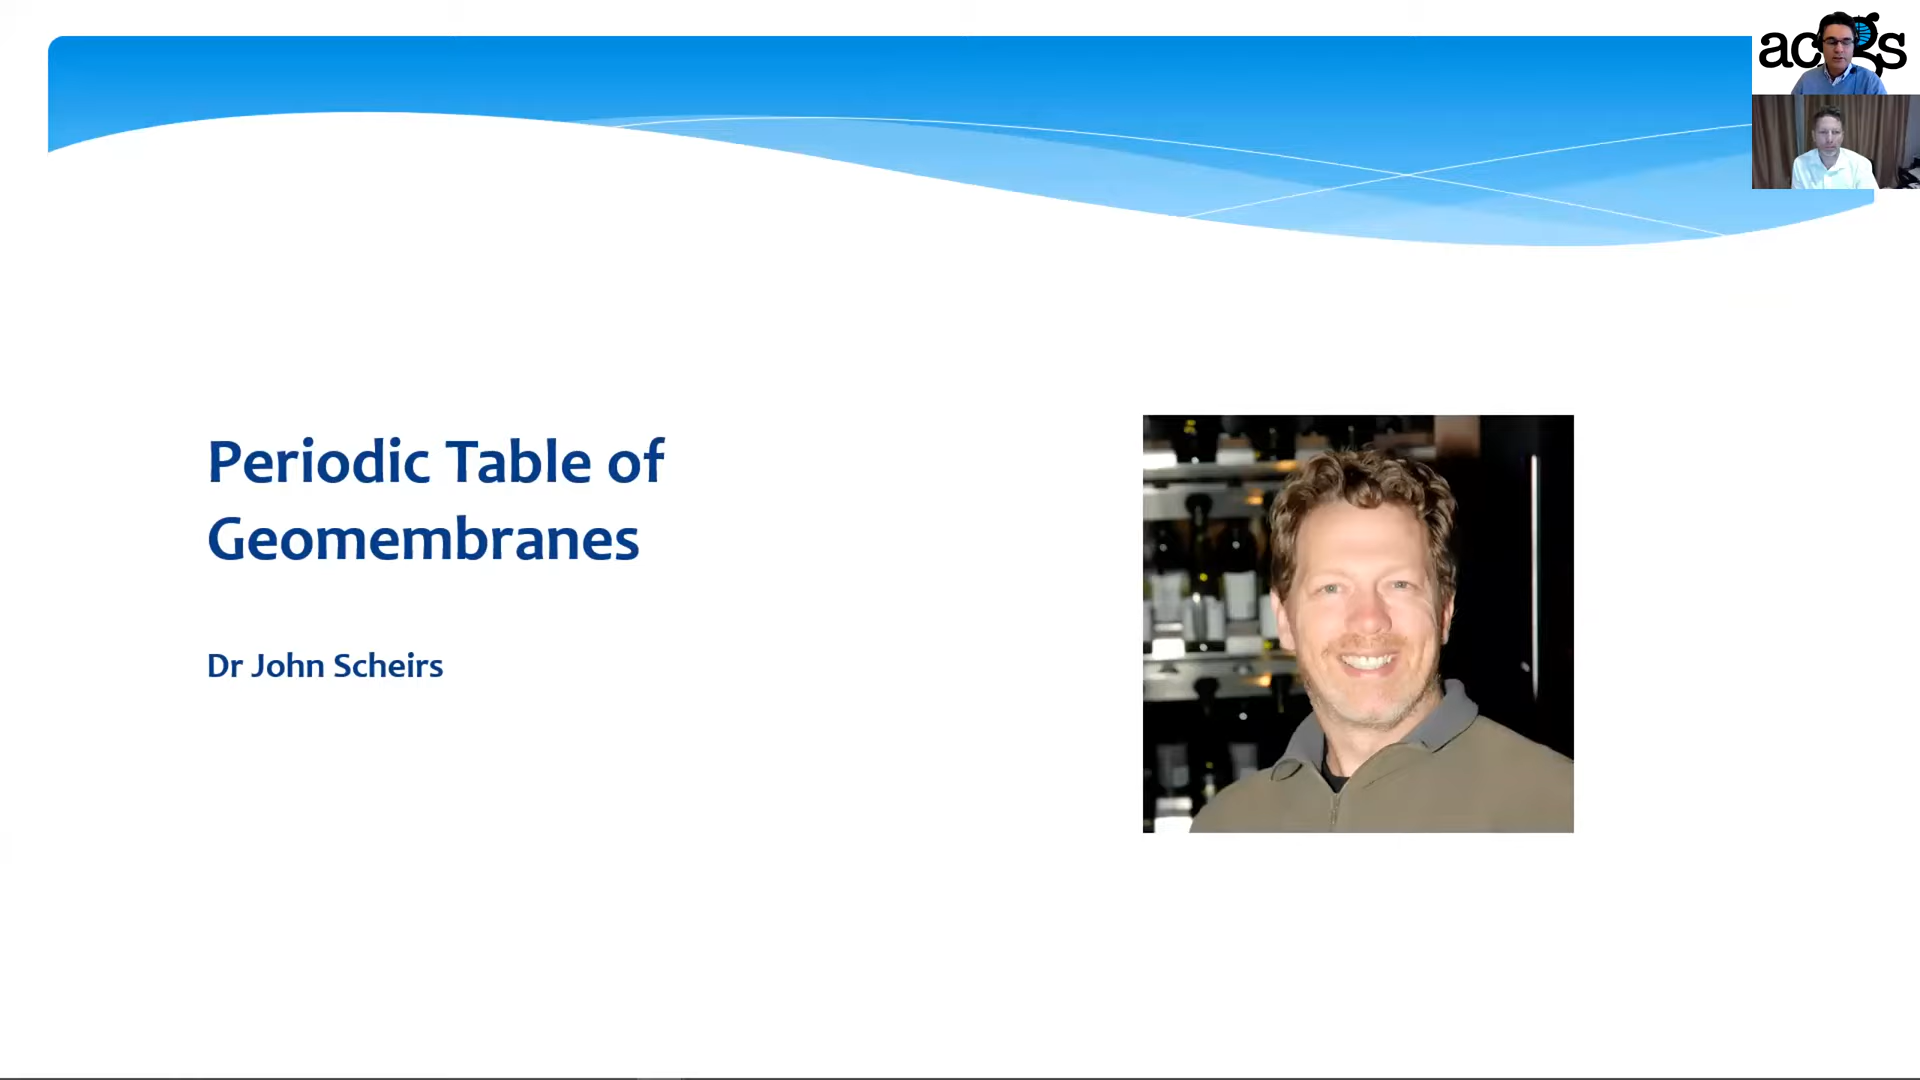 Periodic Table of
Geomembranes
Dr John Scheirs